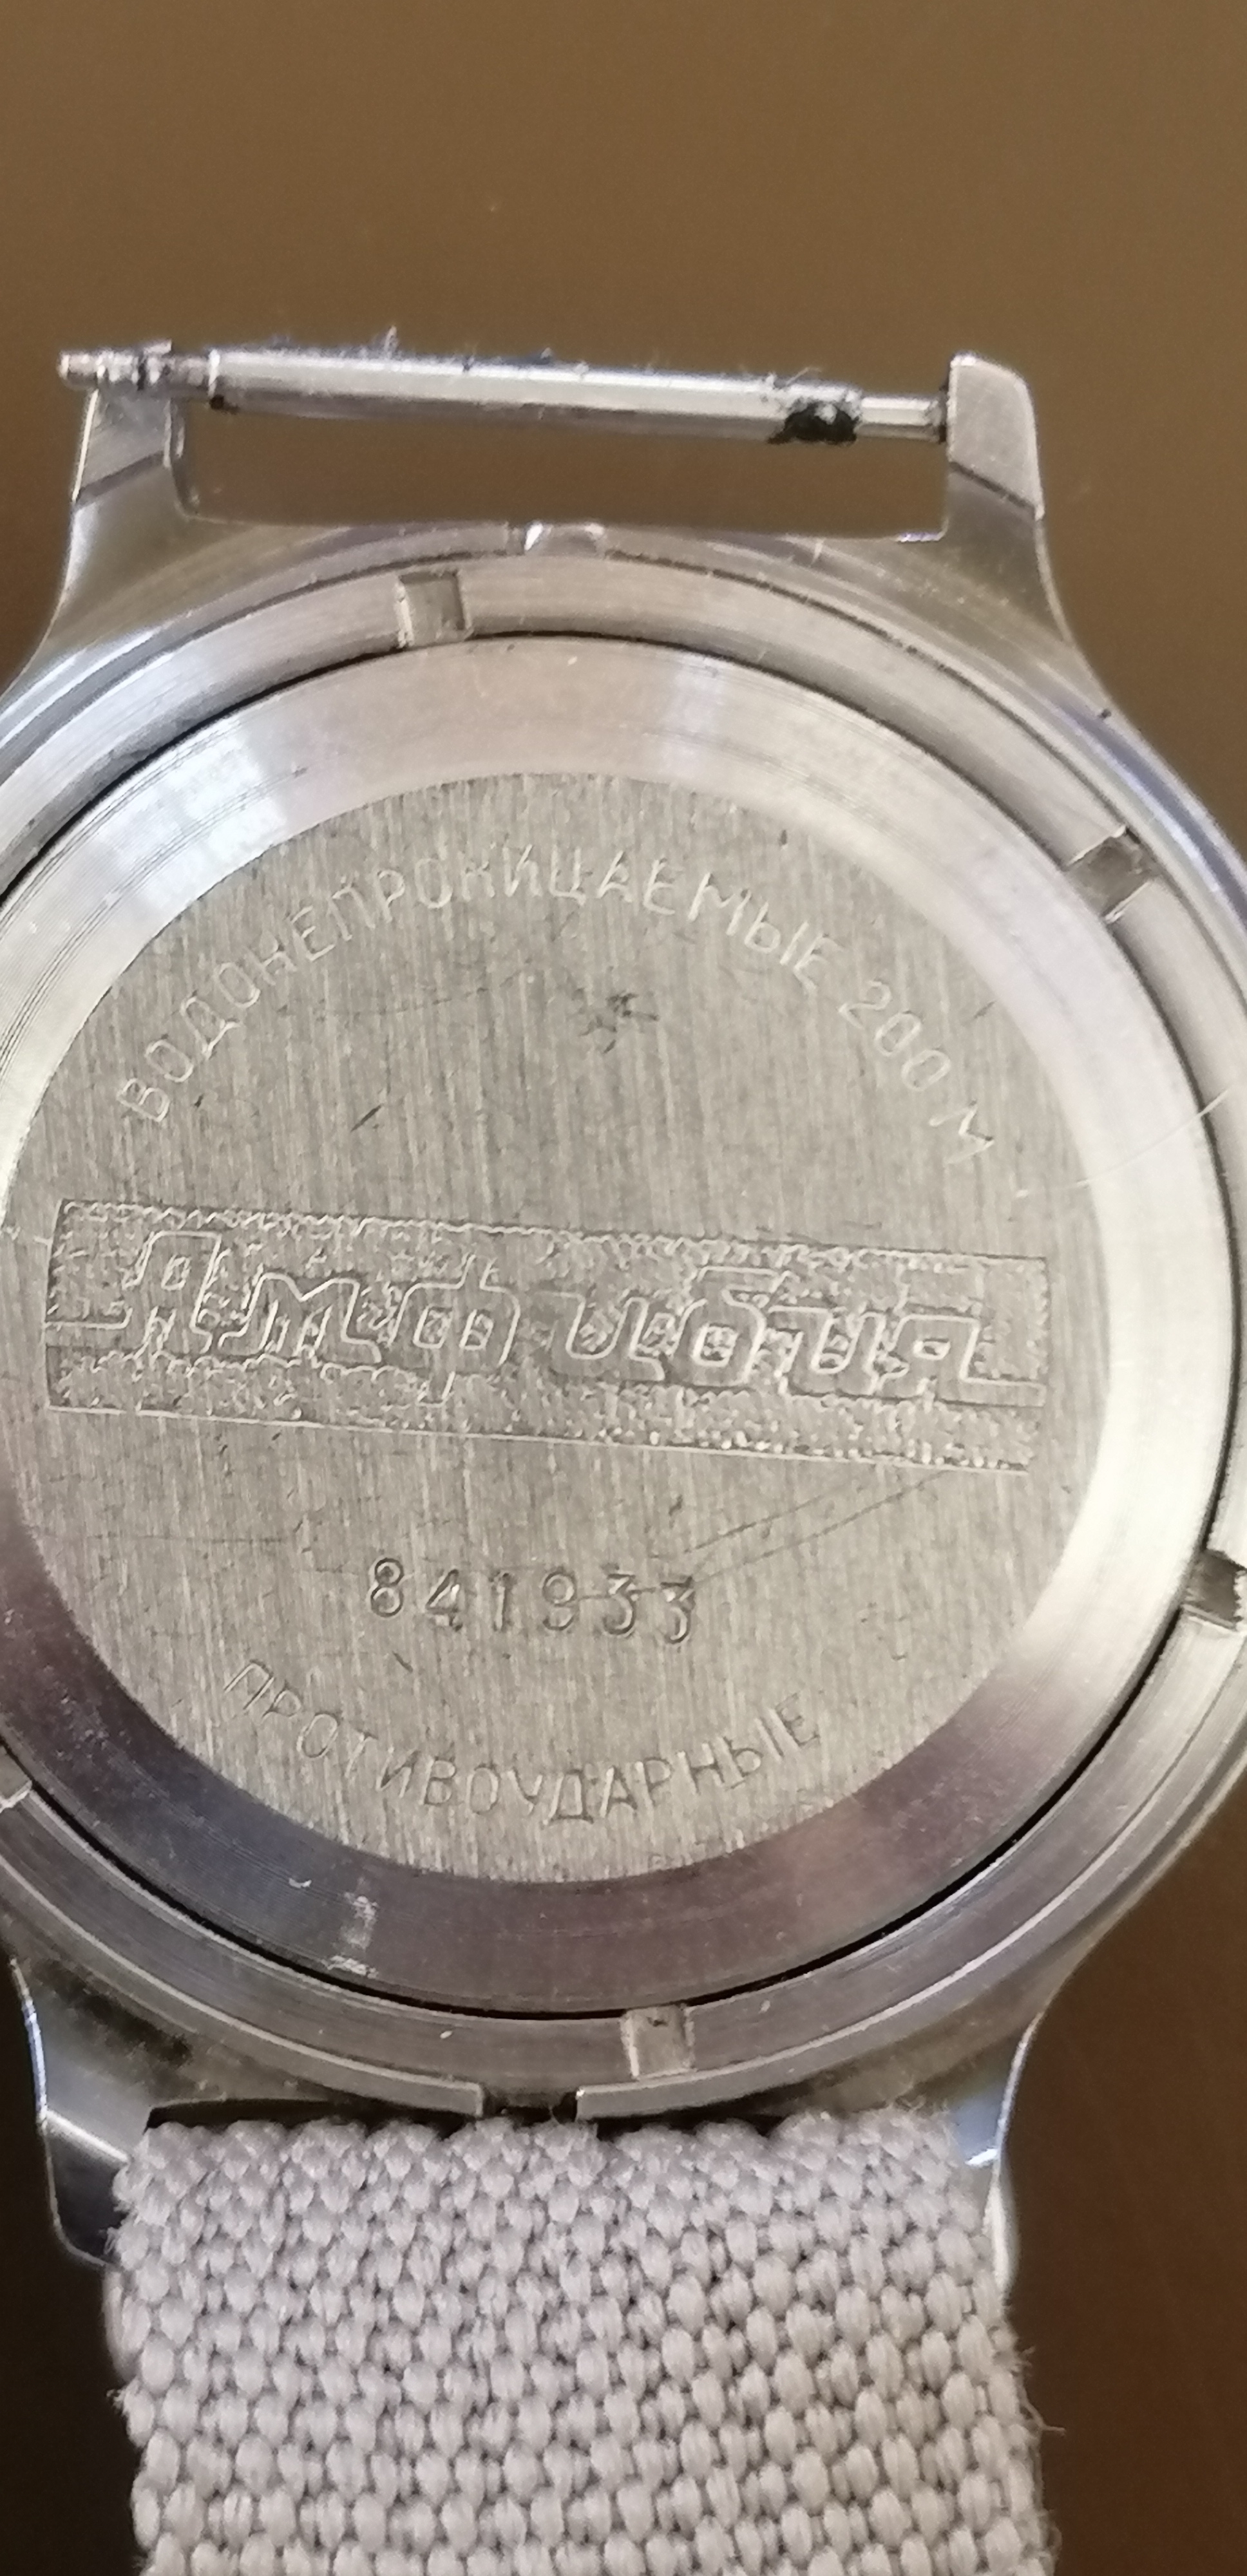 ВОДОНЕПРОНИЦАЕМЫЕ 200 М
Амфибия
841933
ПРОТИВОУДАРНЫЕ